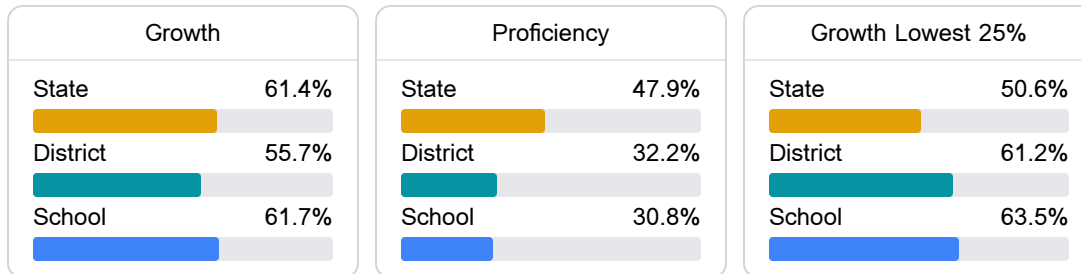 Growth
State 61.4%
District 55.7%
School 61.7%
Proficiency
State 47.9%
District 32.2%
School 30.8%
Growth Lowest 25%
State 50.6%
District 61.2%
School 63.5%